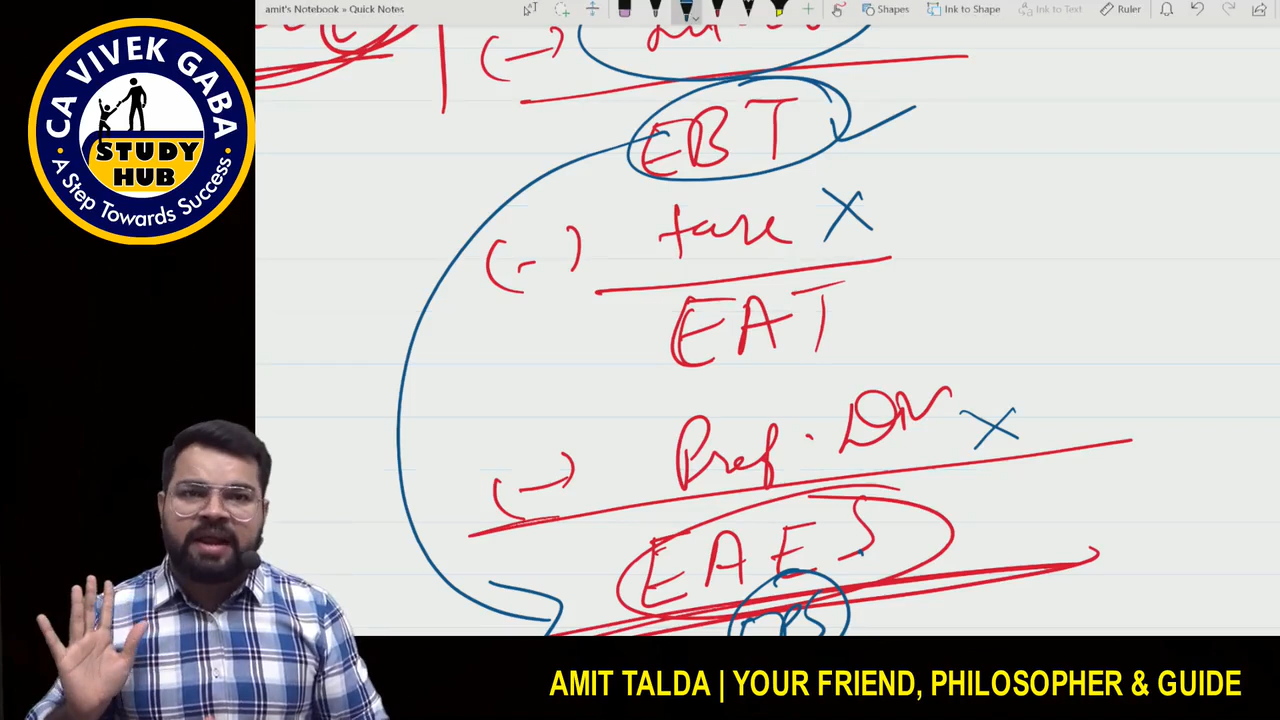 amit's Notebook » Quick Notes
Shapes
Ink to Shape
Ink to Text
Ruler
CA VIVEK GABA
STUDY
HUB
A Step Towards Success
(-)
EBT
(-) tax X
EAT
(-) Pref. Div X
EAES
EPS
AMIT TALDA | YOUR FRIEND, PHILOSOPHER & GUIDE